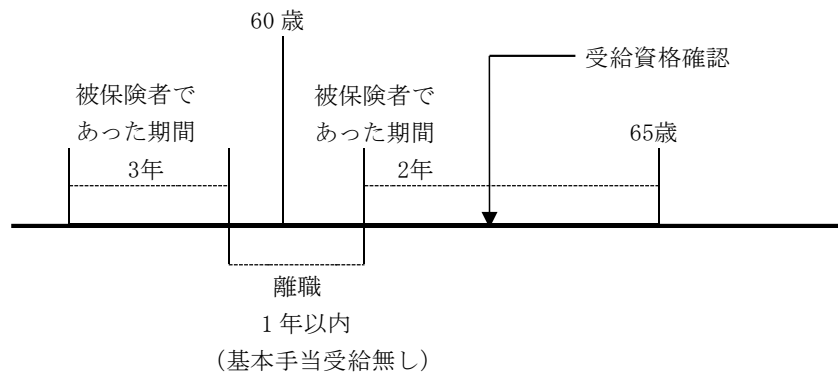 60 歳
受給資格確認
被保険者で
あった期間
3年
被保険者で
あった期間
2年
65歳
離職
1 年以内
（基本手当受給無し）